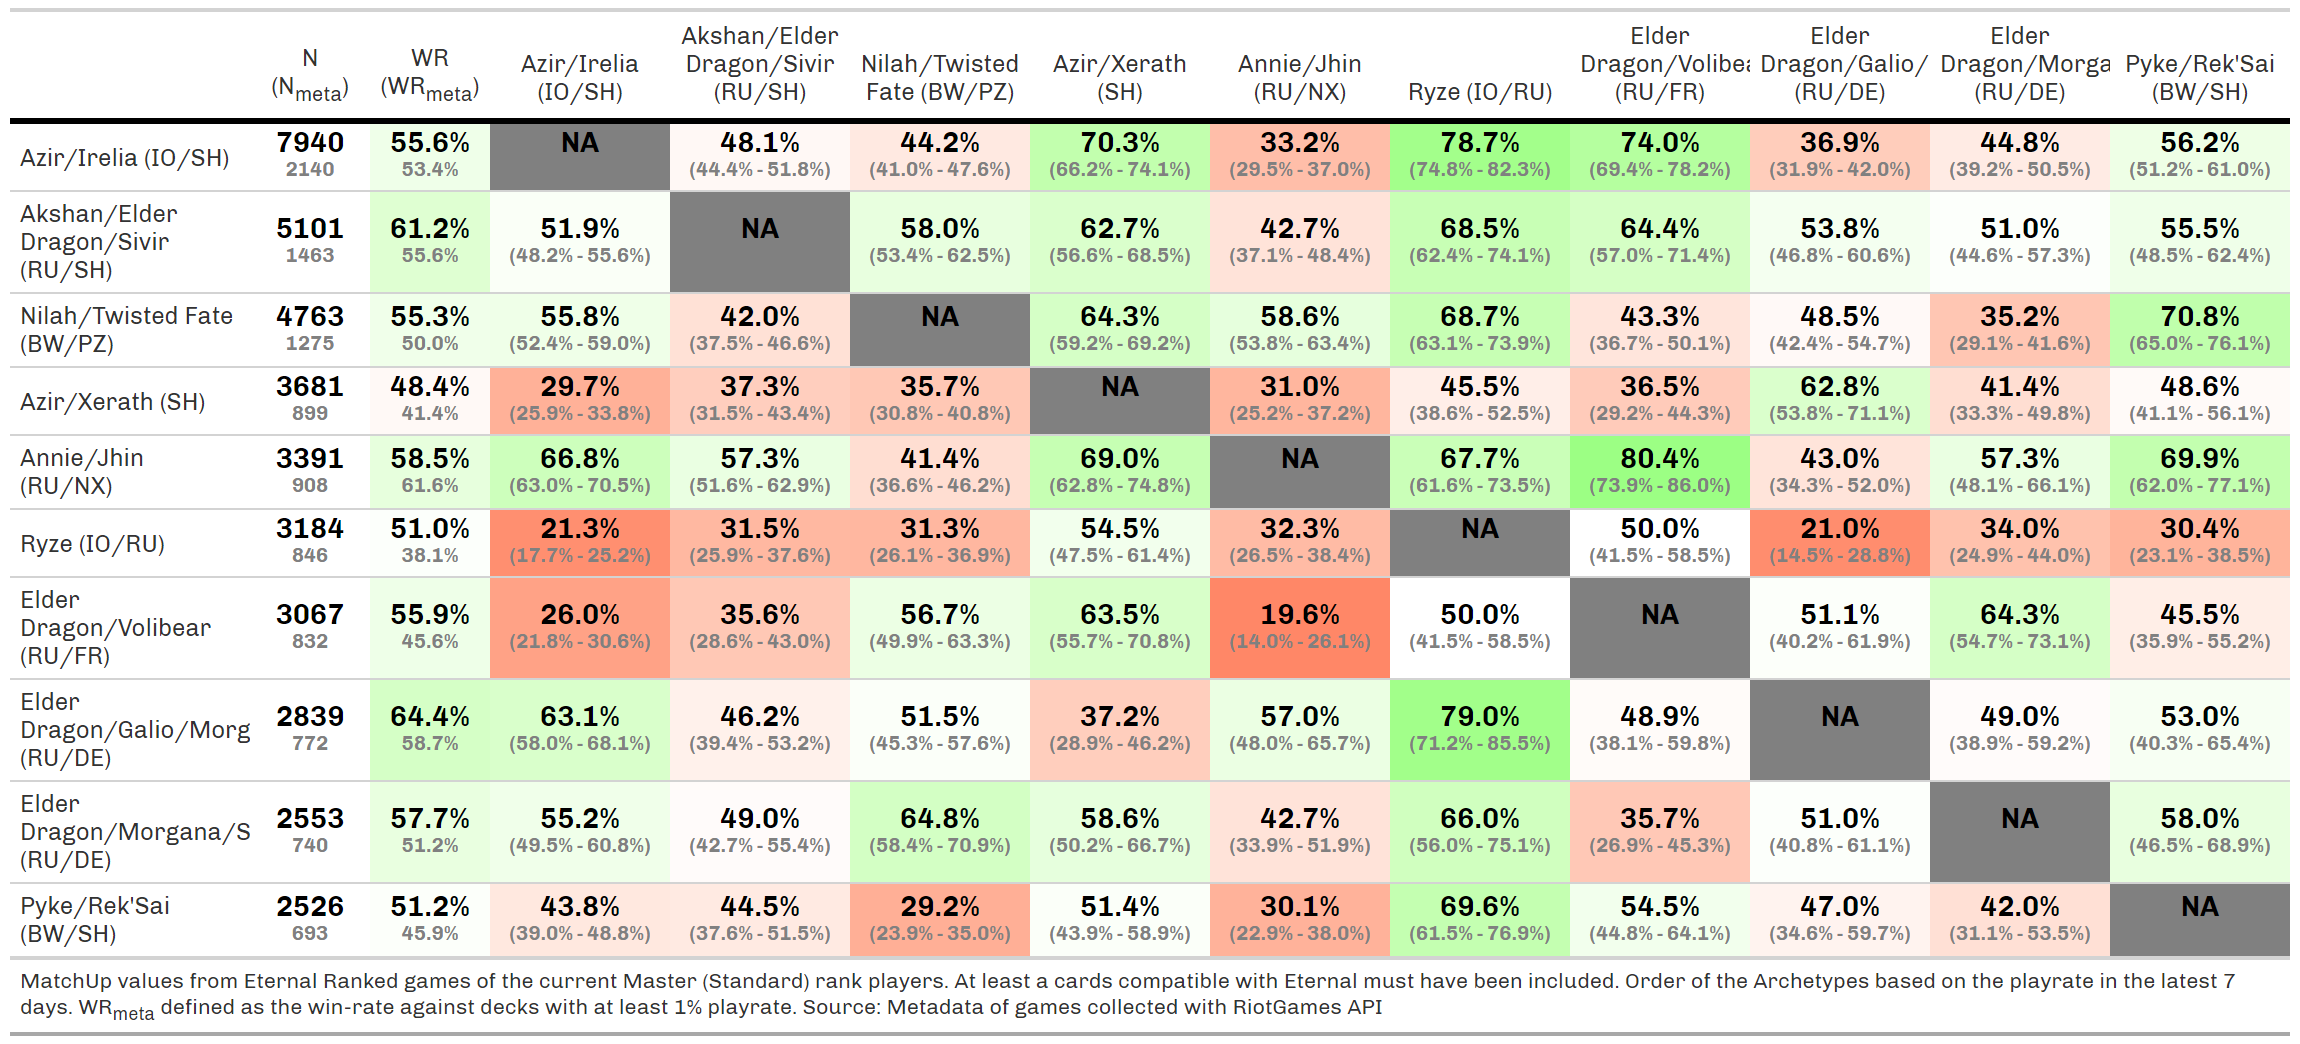 N (N_meta) WR (WR_meta) Azir/Irelia (IO/SH) Akshan/Elder Dragon/Sivir (RU/SH) Nilah/Twisted Fate (BW/PZ) Azir/Xerath (SH) Annie/Jhin (RU/NX) Ryze (IO/RU) Elder Dragon/Volibea (RU/FR) Elder Dragon/Galio/ (RU/DE) Elder Dragon/Morga (RU/DE) Pyke/Rek'Sai (BW/SH)
Azir/Irelia (IO/SH) 7940 55.6% NA 48.1% 44.2% 70.3% 33.2% 78.7% 74.0% 36.9% 44.8% 56.2%
2140 53.4% (44.4% - 51.8%) (41.0% - 47.6%) (66.2% - 74.1%) (29.5% - 37.0%) (74.8% - 82.3%) (69.4% - 78.2%) (31.9% - 42.0%) (39.2% - 50.5%) (51.2% - 61.0%)
Akshan/Elder Dragon/Sivir (RU/SH) 5101 61.2% 51.9% NA 58.0% 62.7% 42.7% 68.5% 64.4% 53.8% 51.0% 55.5%
1463 55.6% (48.2% - 55.6%) (53.4% - 62.5%) (56.6% - 68.5%) (37.1% - 48.4%) (62.4% - 74.1%) (57.0% - 71.4%) (46.8% - 60.6%) (44.6% - 57.3%) (48.5% - 62.4%)
Nilah/Twisted Fate (BW/PZ) 4763 55.3% 55.8% 42.0% NA 64.3% 58.6% 68.7% 43.3% 48.5% 35.2% 70.8%
1275 50.0% (52.4% - 59.0%) (37.5% - 46.6%) (59.2% - 69.2%) (53.8% - 63.4%) (63.1% - 73.9%) (36.7% - 50.1%) (42.4% - 54.7%) (29.1% - 41.6%) (65.0% - 76.1%)
Azir/Xerath (SH) 3681 48.4% 29.7% 37.3% 35.7% NA 31.0% 45.5% 36.5% 62.8% 41.4% 48.6%
899 41.4% (25.9% - 33.8%) (31.5% - 43.4%) (30.8% - 40.8%) (25.2% - 37.2%) (38.6% - 52.5%) (29.2% - 44.3%) (53.8% - 71.1%) (33.3% - 49.8%) (41.1% - 56.1%)
Annie/Jhin (RU/NX) 3391 58.5% 66.8% 57.3% 41.4% 69.0% NA 67.7% 80.4% 43.0% 57.3% 69.9%
908 61.6% (63.0% - 70.5%) (51.6% - 62.9%) (36.6% - 46.2%) (62.8% - 74.8%) (61.6% - 73.5%) (73.9% - 86.0%) (34.3% - 52.0%) (48.1% - 66.1%) (62.0% - 77.1%)
Ryze (IO/RU) 3184 51.0% 21.3% 31.5% 31.3% 54.5% 32.3% NA 50.0% 21.0% 34.0% 30.4%
846 38.1% (17.7% - 25.2%) (25.9% - 37.6%) (26.1% - 36.9%) (47.5% - 61.4%) (26.5% - 38.4%) (41.5% - 58.5%) (14.5% - 28.8%) (24.9% - 44.0%) (23.1% - 38.5%)
Elder Dragon/Volibear (RU/FR) 3067 55.9% 26.0% 35.6% 56.7% 63.5% 19.6% 50.0% NA 51.1% 64.3% 45.5%
832 45.6% (21.8% - 30.6%) (28.6% - 43.0%) (49.9% - 63.3%) (55.7% - 70.8%) (14.0% - 26.1%) (41.5% - 58.5%) (40.2% - 61.9%) (54.7% - 73.1%) (35.9% - 55.2%)
Elder Dragon/Galio/Morg (RU/DE) 2839 64.4% 63.1% 46.2% 51.5% 37.2% 57.0% 79.0% 48.9% NA 49.0% 53.0%
772 58.7% (58.0% - 68.1%) (39.4% - 53.2%) (45.3% - 57.6%) (28.9% - 46.2%) (48.0% - 65.7%) (71.2% - 85.5%) (38.1% - 59.8%) (38.9% - 59.2%) (40.3% - 65.4%)
Elder Dragon/Morgana/S (RU/DE) 2553 57.7% 55.2% 49.0% 64.8% 58.6% 42.7% 66.0% 35.7% 51.0% NA 58.0%
740 51.2% (49.5% - 60.8%) (42.7% - 55.4%) (58.4% - 70.9%) (50.2% - 66.7%) (33.9% - 51.9%) (56.0% - 75.1%) (26.9% - 45.3%) (40.8% - 61.1%) (46.5% - 68.9%)
Pyke/Rek'Sai (BW/SH) 2526 51.2% 43.8% 44.5% 29.2% 51.4% 30.1% 69.6% 54.5% 47.0% 42.0% NA
693 45.9% (39.0% - 48.8%) (37.6% - 51.5%) (23.9% - 35.0%) (43.9% - 58.9%) (22.9% - 38.0%) (61.5% - 76.9%) (44.8% - 64.1%) (34.6% - 59.7%) (31.1% - 53.5%)
MatchUp values from Eternal Ranked games of the current Master (Standard) rank players. At least a cards compatible with Eternal must have been included. Order of the Archetypes based on the playrate in the latest 7
days. WR_meta defined as the win-rate against decks with at least 1% playrate. Source: Metadata of games collected with RiotGames API